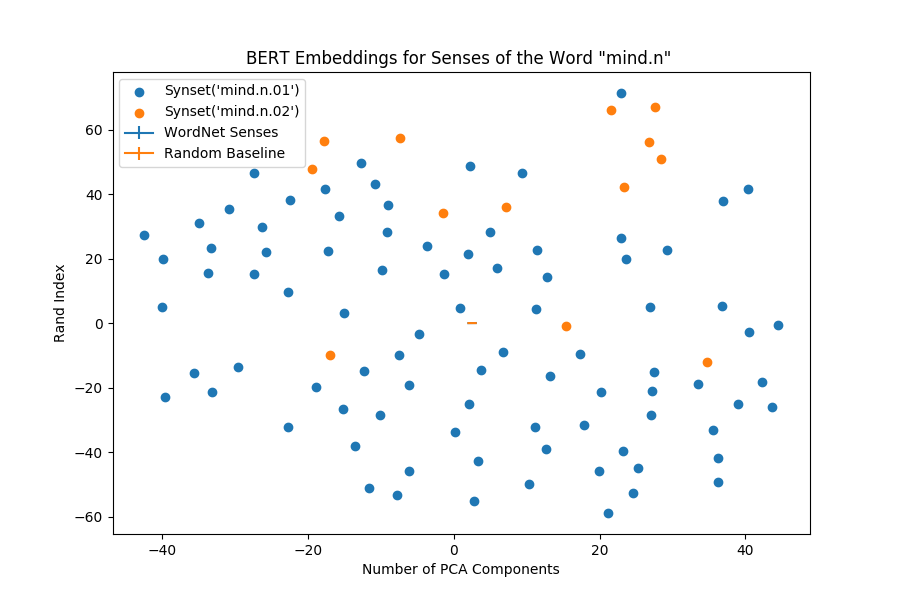 BERT Embeddings for Senses of the Word "mind.n"
Synset('mind.n.01')
Synset('mind.n.02')
WordNet Senses
Random Baseline
Rand Index
60
40
20
0
−20
−40
−60
−40
−20
0
20
40
Number of PCA Components